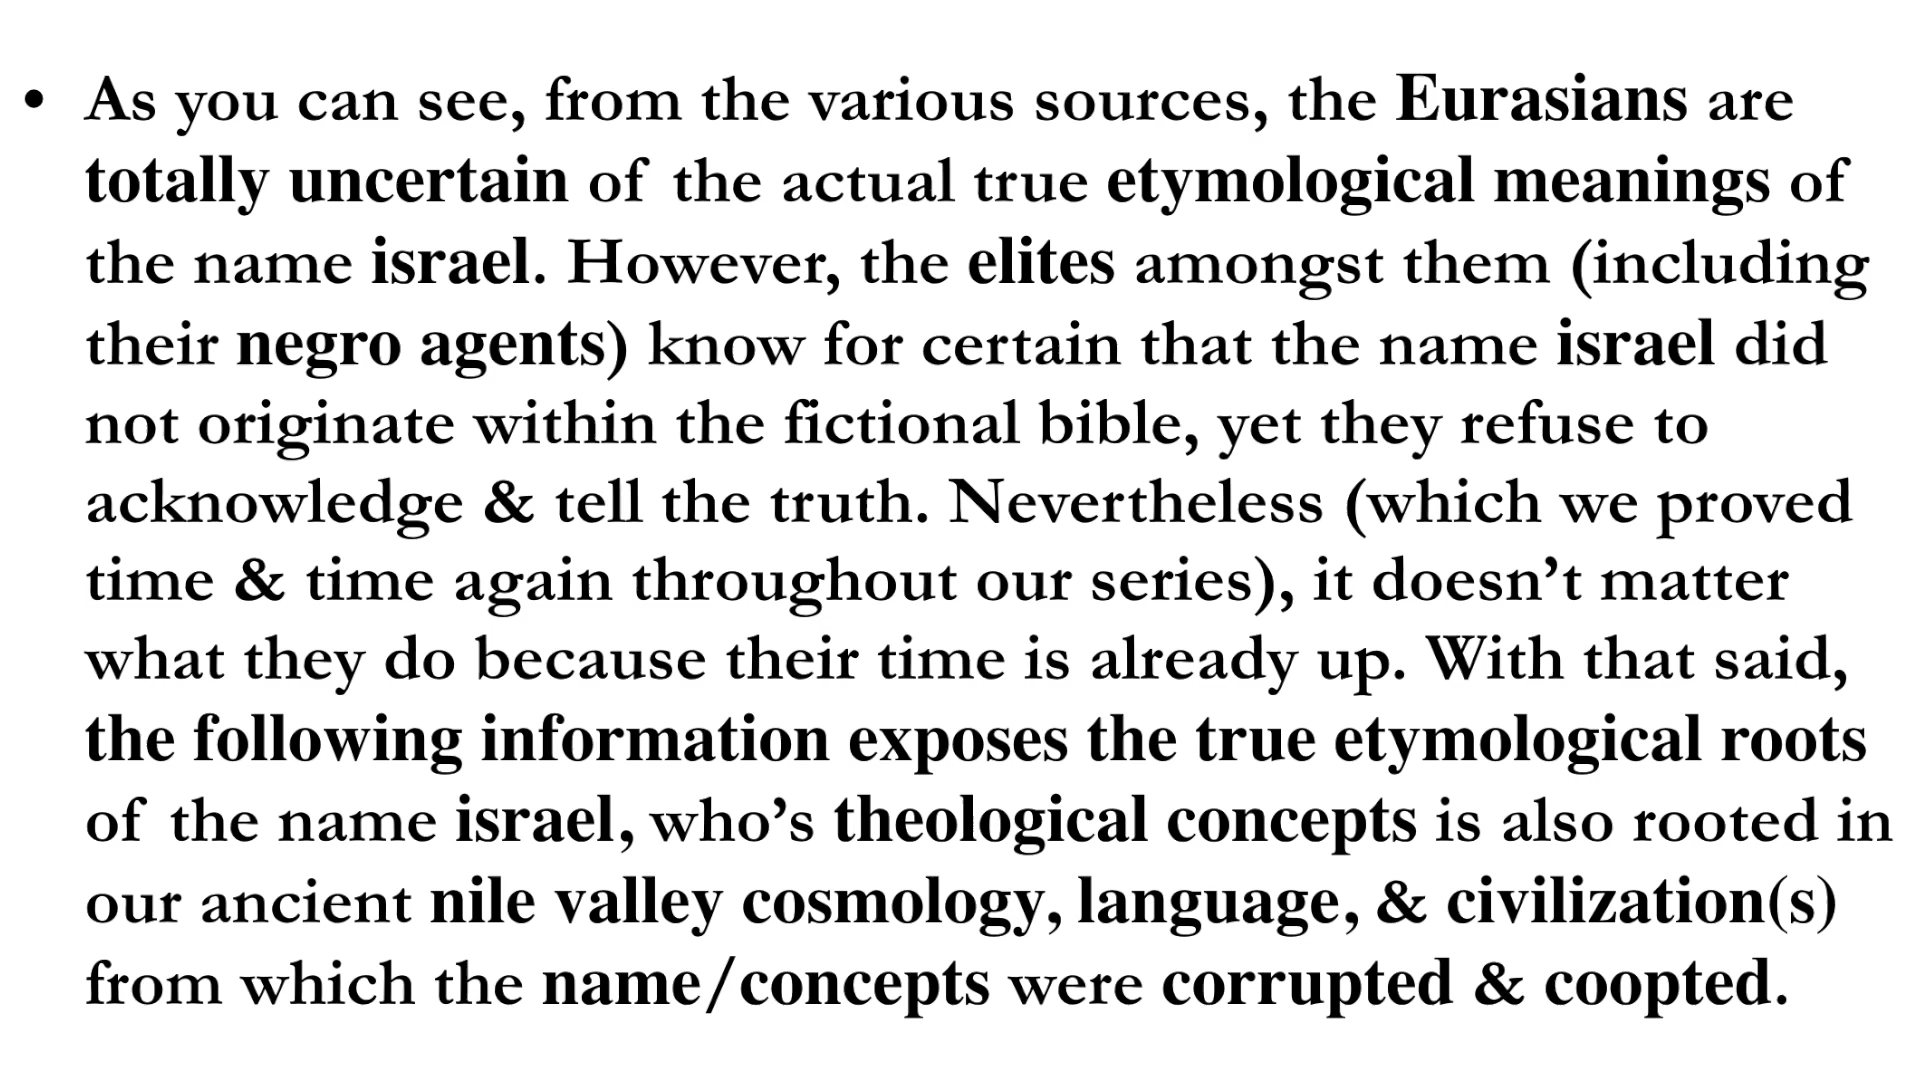 • As you can see, from the various sources, the Eurasians are
totally uncertain of the actual true etymological meanings of
the name israel. However, the elites amongst them (including
their negro agents) know for certain that the name israel did
not originate within the fictional bible, yet they refuse to
acknowledge & tell the truth. Nevertheless (which we proved
time & time again throughout our series), it doesn’t matter
what they do because their time is already up. With that said,
the following information exposes the true etymological roots
of the name israel, who’s theological concepts is also rooted in
our ancient nile valley cosmology, language, & civilization(s)
from which the name/concepts were corrupted & coopted.